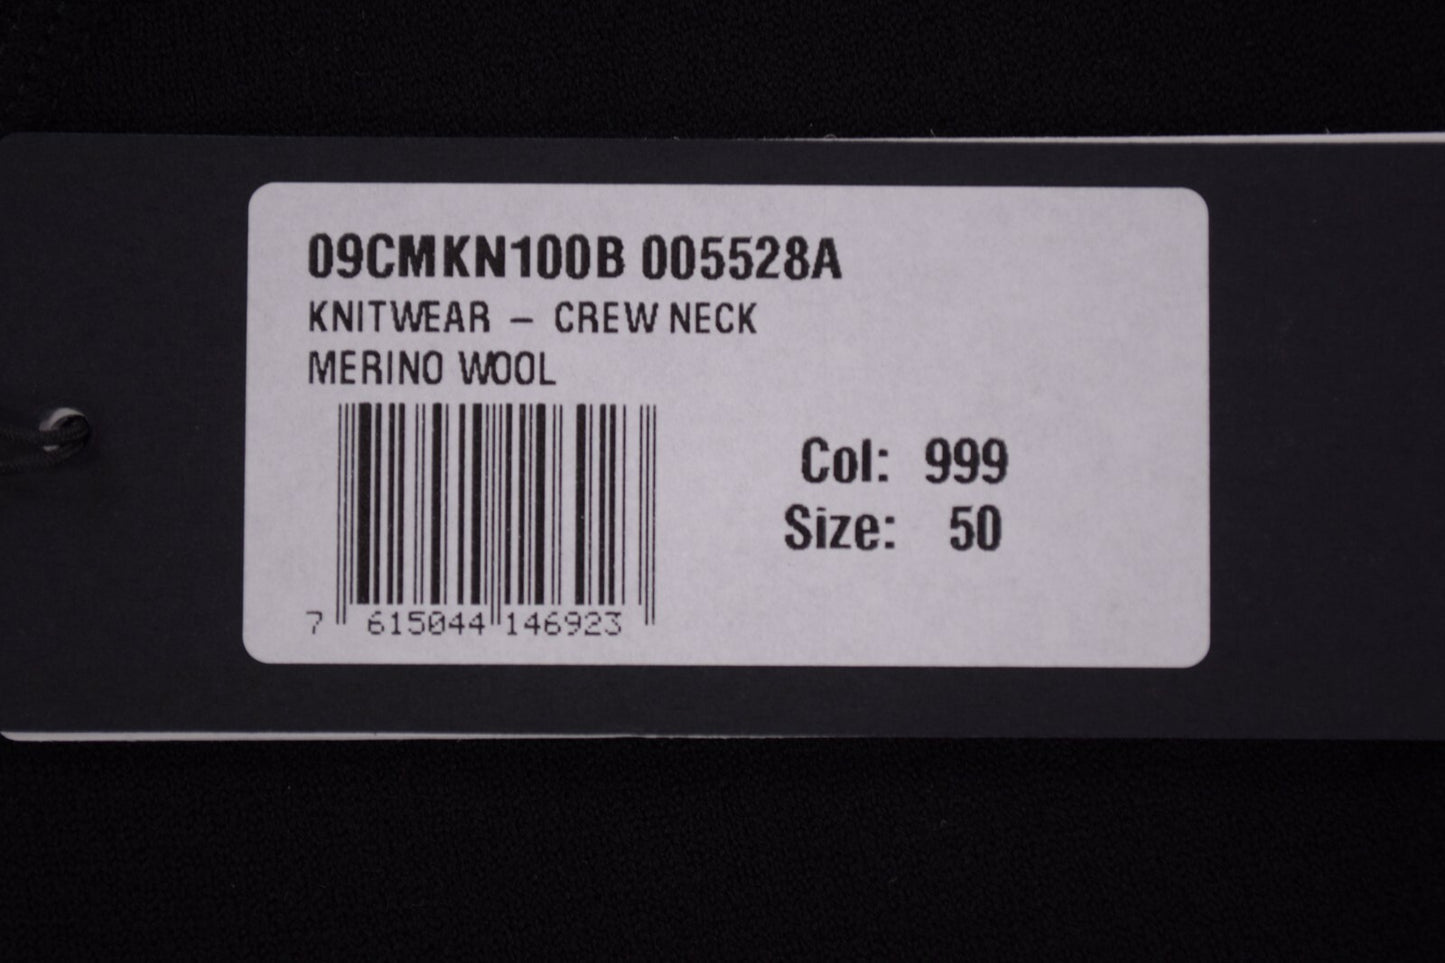 09CMKN100B 005528A
KNITWEAR – CREW NECK
MERINO WOOL
Col: 999
Size: 50
7 615044 146923